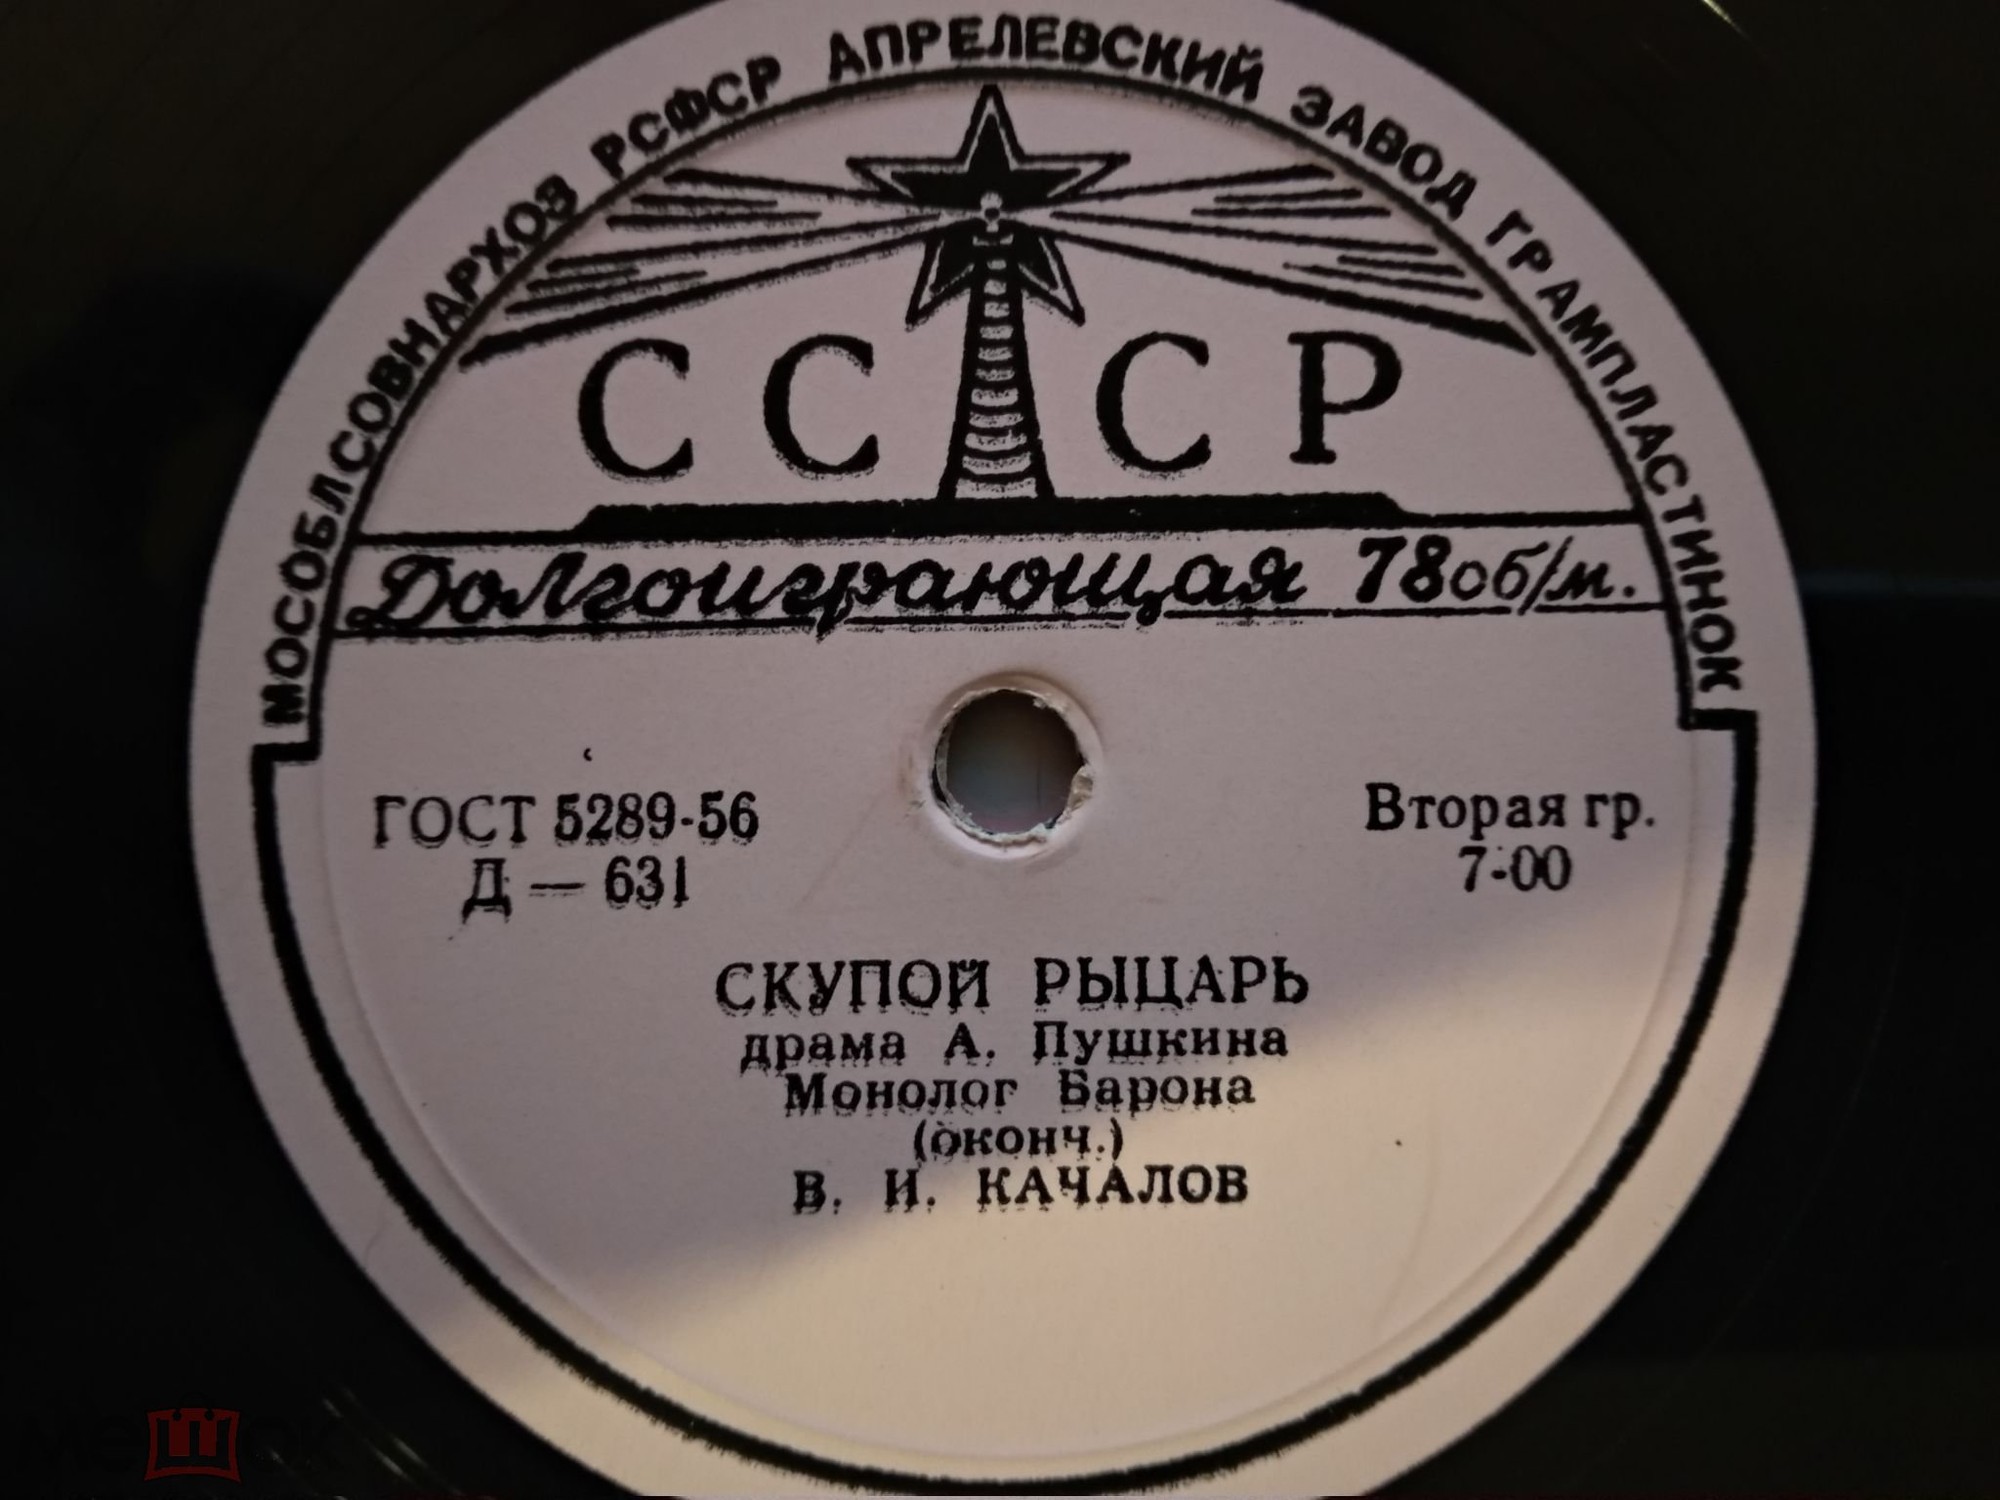 МОСОБЛСОВНАРХОЗ РСФСР АПРЕЛЕВСКИЙ ЗАВОД ГРАМПЛАСТИНОК
СССР
Долгоиграющая 78об/м.
ГОСТ 5289-56
Д — 631
Вторая гр.
7-00
СКУПОЙ РЫЦАРЬ
драма А. Пушкина
Монолог Барона
(оконч.)
В. И. КАЧАЛОВ
мешок